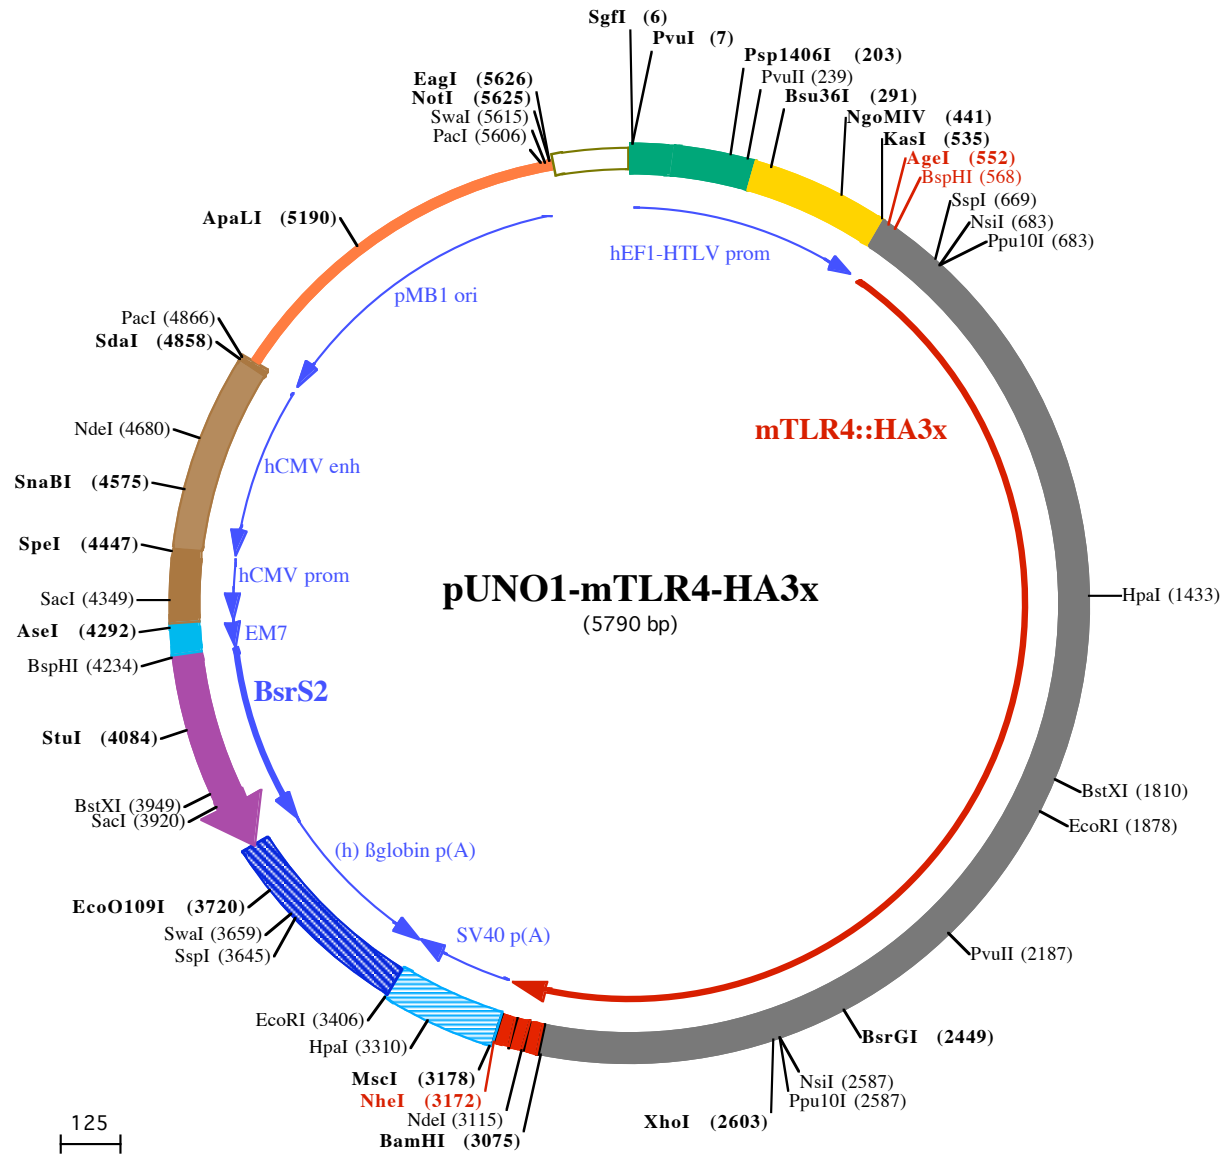 SgfI (6)
PvuI (7)
Psp1406I (203)
PvuII (239)
Bsu36I (291)
NgoMIV (441)
KasI (535)
AgeI (552)
BspHI (568)
SspI (669)
NsiI (683)
Ppu10I (683)
EagI (5626)
NotI (5625)
SwaI (5615)
PacI (5606)
ApaLI (5190)
hEF1-HTLV prom
pMB1 ori
PacI (4866)
SdaI (4858)
NdeI (4680)
mTLR4::HA3x
hCMV enh
SnaBI (4575)
SpeI (4447)
hCMV prom
pUNO1-mTLR4-HA3x
(5790 bp)
HpaI (1433)
SacI (4349)
AseI (4292)
EM7
BspHI (4234)
BsrS2
StuI (4084)
BstXI (3949)
SacI (3920)
BstXI (1810)
EcoRI (1878)
(h) ßglobin p(A)
EcoO109I (3720)
SwaI (3659)
SspI (3645)
SV40 p(A)
PvuII (2187)
EcoRI (3406)
HpaI (3310)
BsrGI (2449)
MscI (3178)
NheI (3172)
NdeI (3115)
BamHI (3075)
NsiI (2587)
Ppu10I (2587)
XhoI (2603)
125